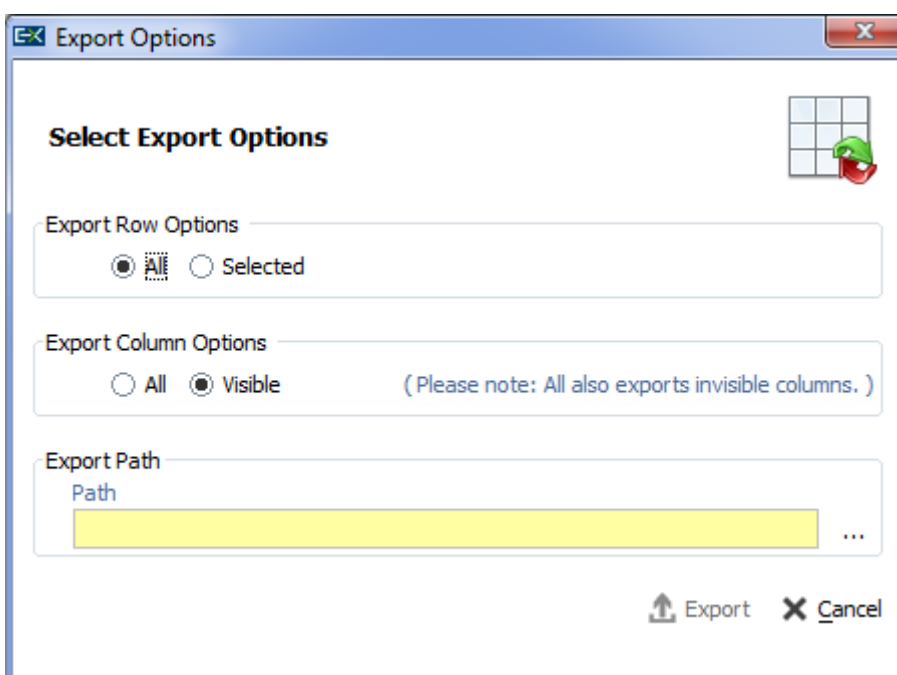 EX Export Options
Select Export Options
Export Row Options
All Selected
Export Column Options
All Visible (Please note: All also exports invisible columns. )
Export Path
Path
...
Export Cancel